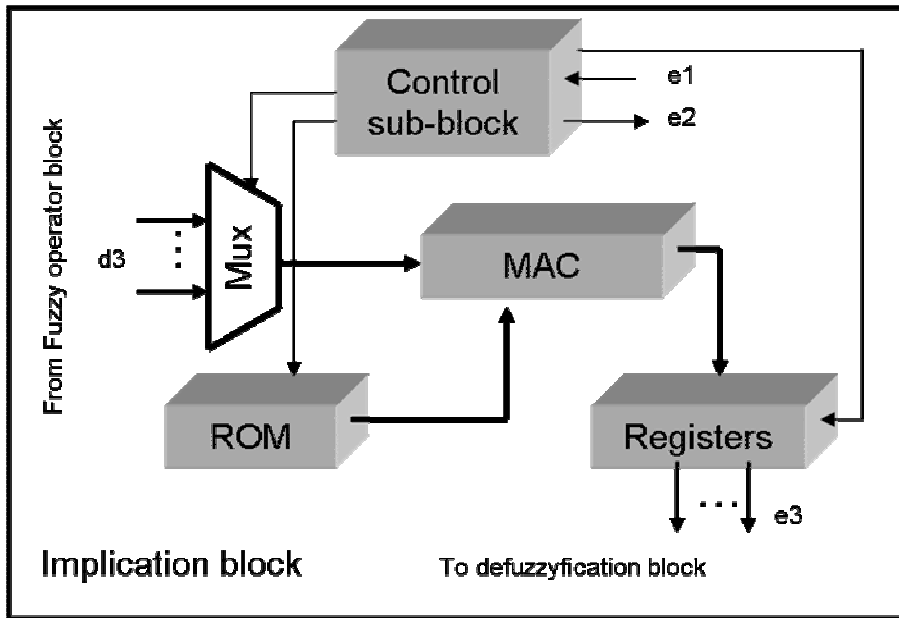 Control
sub-block
e1
e2
From Fuzzy operator block
d3
Mux
MAC
ROM
Registers
e3
Implication block
To defuzzyfication block